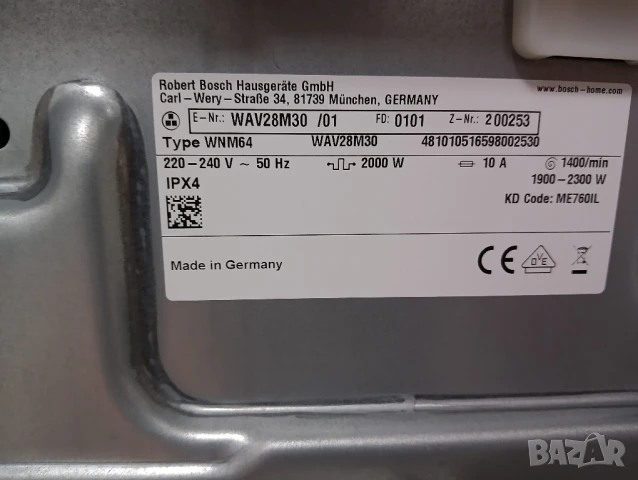 Robert Bosch Hausgeräte GmbH
www.bosch-home.com
Carl-Wery-Straße 34, 81739 München, GERMANY
E-Nr.: WAV28M30 /01 FD: 0101 Z-Nr.: 200253
Type WNM64 WAV28M30 481010516598002530
220-240 V ~ 50 Hz 2000 W 10 A 1400/min
IPX4 1900-2300 W
KD Code: ME760IL
Made in Germany CE DVE
BAZAR